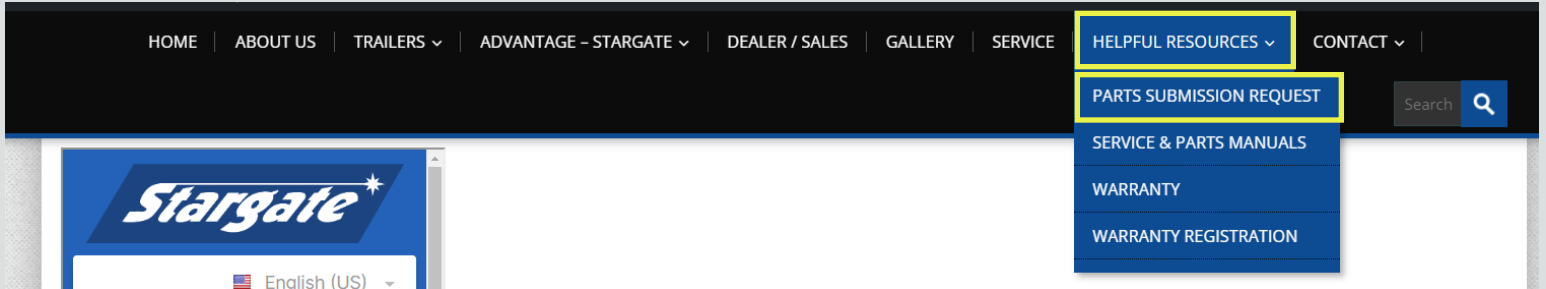 HOME
ABOUT US
TRAILERS
ADVANTAGE – STARGATE
DEALER / SALES
GALLERY
SERVICE
HELPFUL RESOURCES
CONTACT
PARTS SUBMISSION REQUEST
Search
SERVICE & PARTS MANUALS
WARRANTY
WARRANTY REGISTRATION
Stargate
English (US)